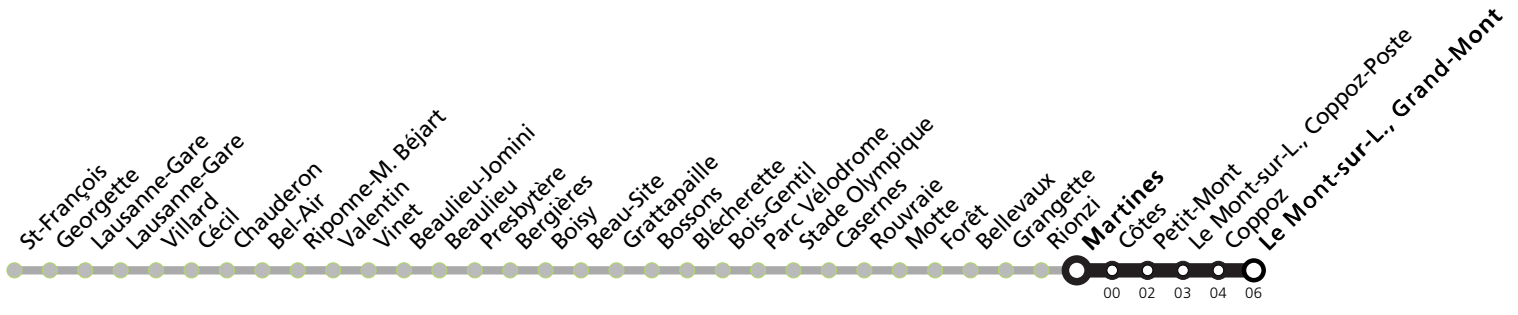 St-François
Georgette
Lausanne-Gare
Lausanne-Gare
Villard
Cécil
Chauderon
Bel-Air
Riponne-M. Béjart
Valentin
Vinet
Beaulieu-Jomini
Beaulieu
Presbytère
Bergières
Boisy
Beau-Site
Grattapaille
Bossons
Blécherette
Bois-Gentil
Parc Vélodrome
Stade Olympique
Casernes
Rouvraie
Motte
Forêt
Bellevaux
Grangette
Rionzi
Martines
Côtes
Petit-Mont
Le Mont-sur-L., Coppoz-Poste
Coppoz
Le Mont-sur-L., Grand-Mont
00 02 03 04 06